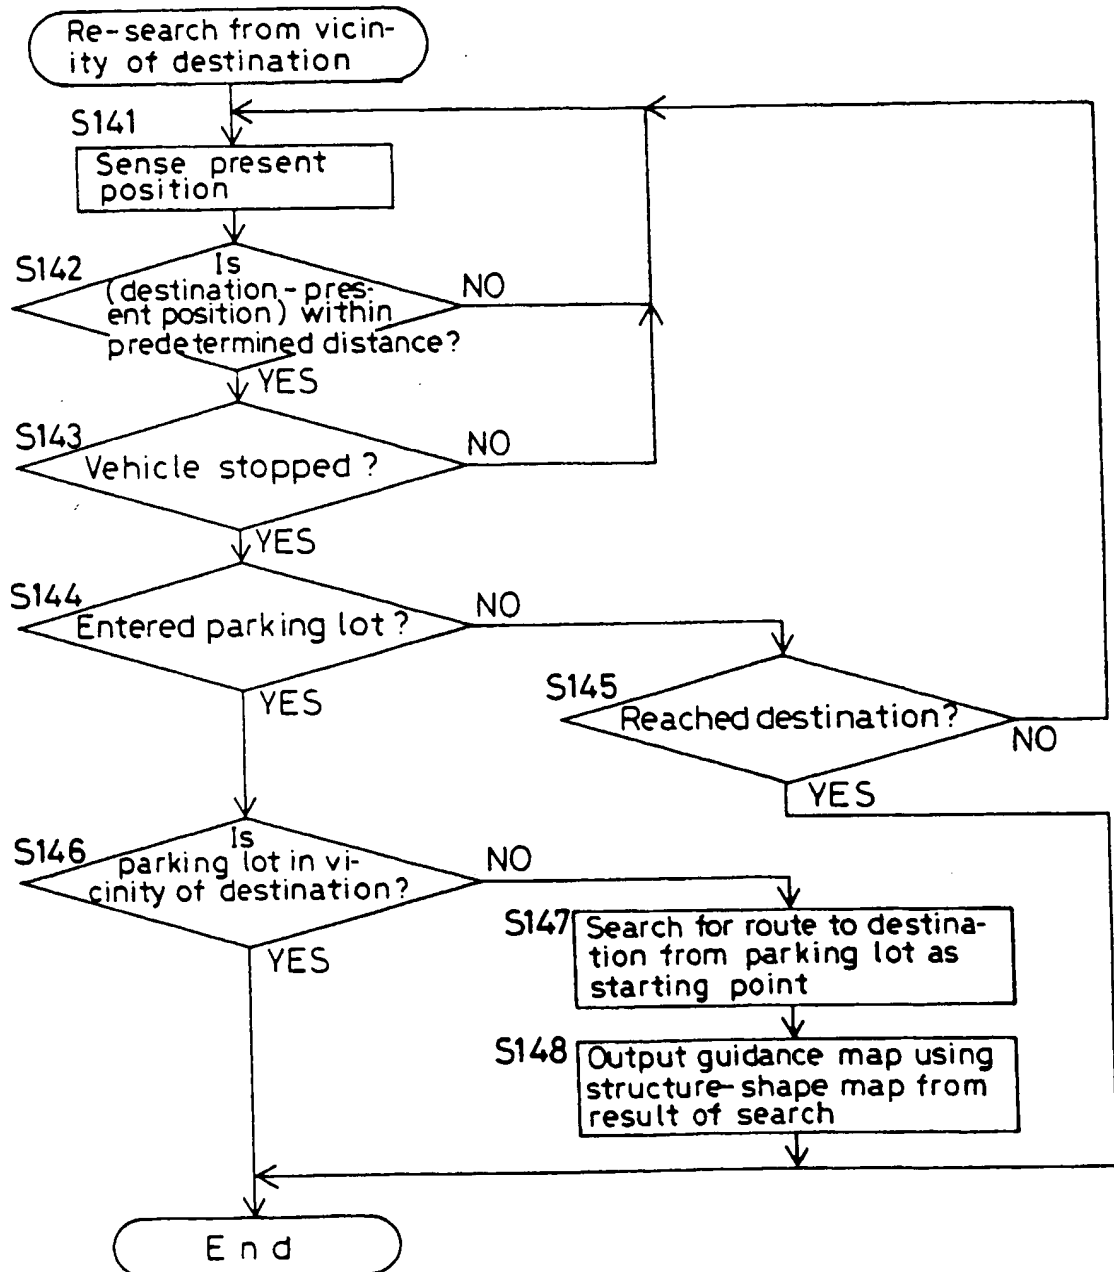 Re-search from vicin-
ity of destination
S141
Sense present
position
S142
Is
(destination-pres-
ent position) within
predetermined distance?
NO
YES
S143
Vehicle stopped?
NO
YES
S144
Entered parking lot?
NO
YES
S145
Reached destination?
NO
YES
S146
Is
parking lot in vi-
cinity of destination?
NO
YES
S147
Search for route to destina-
tion from parking lot as
starting point
S148
Output guidance map using
structure-shape map from
result of search
End